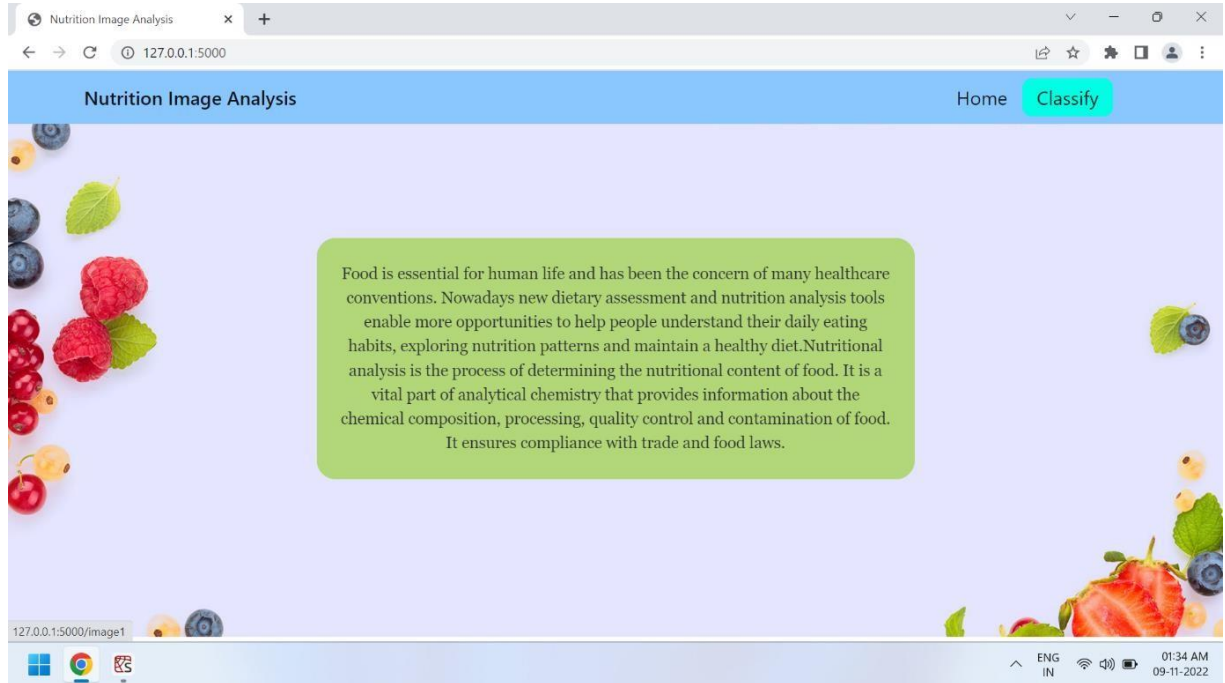 Nutrition Image Analysis
127.0.0.1:5000
Nutrition Image Analysis
Home
Classify
Food is essential for human life and has been the concern of many healthcare
conventions. Nowadays new dietary assessment and nutrition analysis tools
enable more opportunities to help people understand their daily eating
habits, exploring nutrition patterns and maintain a healthy diet.Nutritional
analysis is the process of determining the nutritional content of food. It is a
vital part of analytical chemistry that provides information about the
chemical composition, processing, quality control and contamination of food.
It ensures compliance with trade and food laws.
127.0.0.1:5000/image1
ENG
IN
01:34 AM
09-11-2022